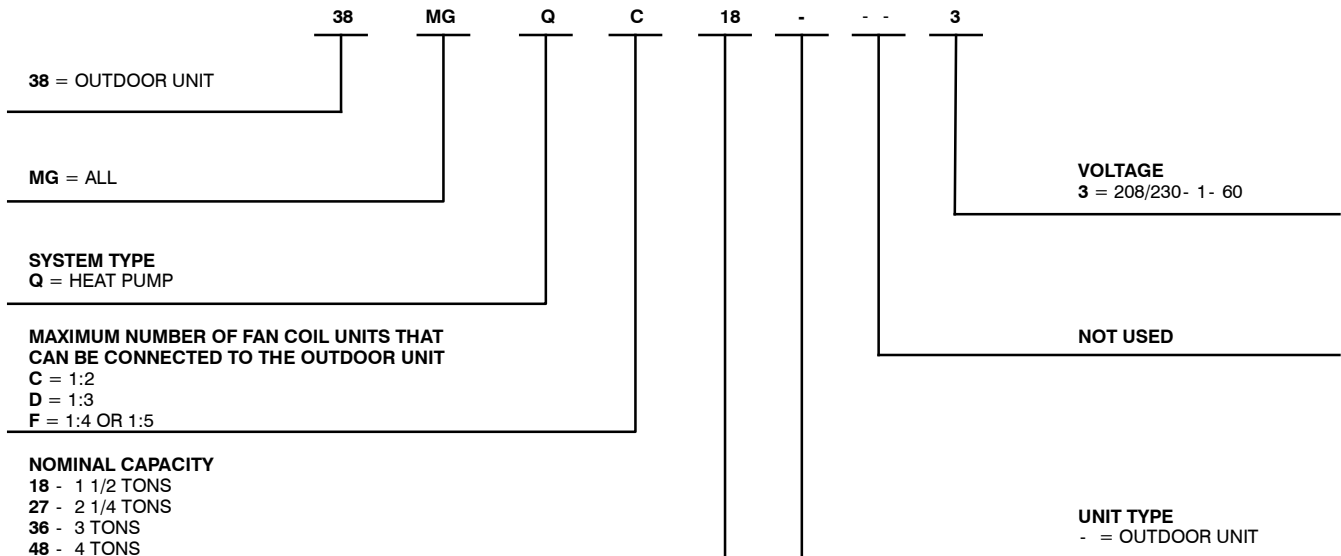 38 MG Q C 18 - - - 3
38 = OUTDOOR UNIT
MG = ALL
VOLTAGE
3 = 208/230- 1- 60
SYSTEM TYPE
Q = HEAT PUMP
MAXIMUM NUMBER OF FAN COIL UNITS THAT
CAN BE CONNECTED TO THE OUTDOOR UNIT
C = 1:2
D = 1:3
F = 1:4 OR 1:5
NOT USED
NOMINAL CAPACITY
18 - 1 1/2 TONS
27 - 2 1/4 TONS
36 - 3 TONS
48 - 4 TONS
UNIT TYPE
- = OUTDOOR UNIT